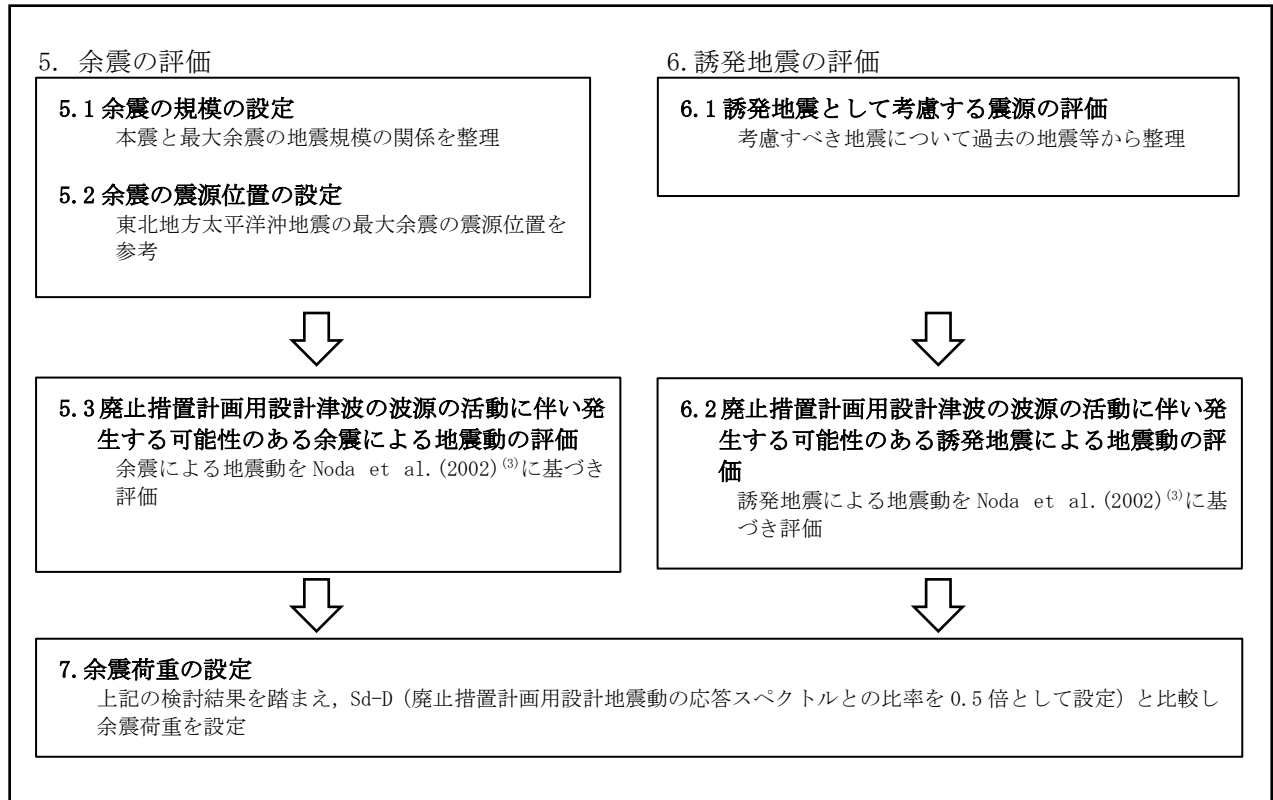 5. 余震の評価
5.1 余震の規模の設定
本震と最大余震の地震規模の関係を整理
5.2 余震の震源位置の設定
東北地方太平洋沖地震の最大余震の震源位置を
参考
6.誘発地震の評価
6.1 誘発地震として考慮する震源の評価
考慮すべき地震について過去の地震等から整理
5.3 廃止措置計画用設計津波の波源の活動に伴い発
生する可能性のある余震による地震動の評価
余震による地震動を Noda et al.(2002)(3)に基づき
評価
6.2 廃止措置計画用設計津波の波源の活動に伴い発
生する可能性のある誘発地震による地震動の評
価
誘発地震による地震動を Noda et al.(2002)(3)に基
づき評価
7.余震荷重の設定
上記の検討結果を踏まえ, Sd-D(廃止措置計画用設計地震動の応答スペクトルとの比率を 0.5 倍として設定)と比較し
余震荷重を設定